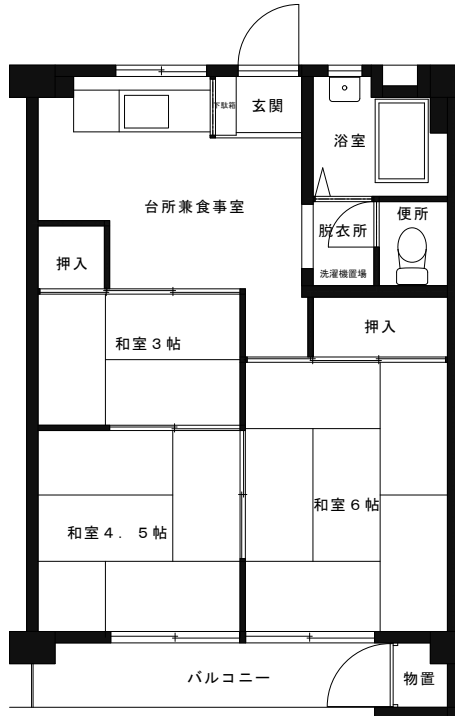 下駄箱
玄関
浴室
台所兼食事室
脱衣所
便所
押入
洗濯機置場
押入
和室3帖
和室6帖
和室4.5帖
バルコニー
物置